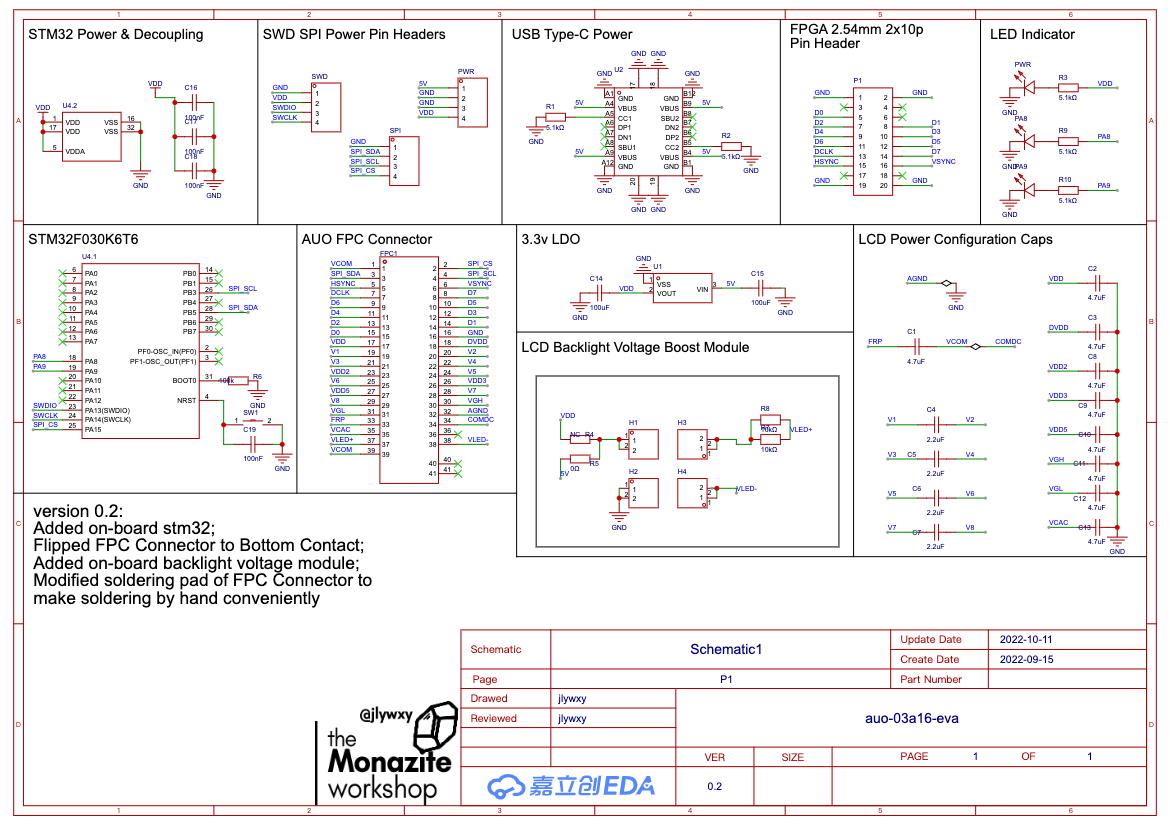 1 2 3 4 5 6
A
B
C
D
STM32 Power & Decoupling
VDD
U4.2
1 VDD
17 VDD
5 VDDA
VSS 16
VSS 32
GND
VDD
C16
100nF
C17
100nF
C18
100nF
GND
SWD SPI Power Pin Headers
SWD
GND 1
VDD 2
SWDIO 3
SWCLK 4
PWR
5V 1
GND 2
GND 3
VDD 4
SPI
GND 1
SPI_SDA 2
SPI_SCL 3
SPI_CS 4
USB Type-C Power
U2
GND GND
GND GND
17 18
A1 GND GND B12
5V A4 VBUS VBUS B9 5V
A5 CC1 SBU2 B8
A6 DP1 DN2 B7
A7 DN1 DP2 B6
A8 SBU1 CC2 B5
5V A9 VBUS VBUS B4 5V
A12 GND GND B1
20 19
R1
5.1kΩ
GND
R2
5.1kΩ
GND
GND GND
GND GND
FPGA 2.54mm 2x10p
Pin Header
P1
GND 1 2 GND
3 4
D0 5 6
D2 7 8 D1
D4 9 10 D3
D6 11 12 D5
DCLK 13 14 D7
HSYNC 15 16 VSYNC
17 18
GND 19 20 GND
LED Indicator
PWR
R3
VDD
5.1kΩ
GND
PA8
R9
PA8
5.1kΩ
GND
PA9
R10
PA9
5.1kΩ
GND
STM32F030K6T6
U4.1
6 PA0
7 PA1
8 PA2
9 PA3
10 PA4
11 PA5
12 PA6
13 PA7
PA8 18 PA8
PA9 19 PA9
20 PA10
21 PA11
22 PA12
SWDIO 23 PA13(SWDIO)
SWCLK 24 PA14(SWCLK)
SPI_CS 25 PA15
PB0 14
PB1 15
PB3 26 SPI_SCL
PB4 27
PB5 28 SPI_SDA
PB6 29
PB7 30
PF0-OSC_IN(PF0) 2
PF1-OSC_OUT(PF1) 3
BOOT0 31
NRST 4
R6
GND
SW1
1 2
C19
100nF
GND
AUO FPC Connector
FPC1
VCOM 1 2 SPI_CS
SPI_SDA 3 4 SPI_SCL
HSYNC 5 6 VSYNC
DCLK 7 8 D7
D6 9 10 D5
D4 11 12 D3
D2 13 14 D1
D0 15 16 GND
VDD 17 18 DVDD
V1 19 20 V2
V3 21 22 V4
VDD2 23 24 V5
V6 25 26 VDD3
VDD5 27 28 V7
V8 29 30 VGH
VGL 31 32 AGND
FRP 33 34 COMDC
VCAC 35 36
VLED+ 37 38 VLED-
VCOM 39
40
41
3.3v LDO
GND
U1
1 VSS
2 VOUT
VIN 3
C14
VDD
100uF
GND
5V
C15
100uF
GND
LCD Backlight Voltage Boost Module
VDD
NC R4
R5
0Ω
5V
H1
1
2
H2
1
2
GND
H3
2
1
H4
2
1
VLED-
R8
10kΩ
10kΩ
VLED+
LCD Power Configuration Caps
AGND
GND
C1
FRP VCOM COMDC
4.7uF
C4
V1 V2
2.2uF
V3 C5 V4
2.2uF
C6
V5 V6
2.2uF
V7 C7 V8
2.2uF
C2
VDD
4.7uF
C3
DVDD
4.7uF
C8
VDD2
4.7uF
VDD3
C9
4.7uF
VDD5 C10
4.7uF
VGH C11
4.7uF
VGL
C12
4.7uF
VCAC C13
4.7uF
GND
version 0.2:
Added on-board stm32;
Flipped FPC Connector to Bottom Contact;
Added on-board backlight voltage module;
Modified soldering pad of FPC Connector to
make soldering by hand conveniently
@jlywxy
the
Monazite
workshop
Schematic Schematic1
Update Date 2022-10-11
Create Date 2022-09-15
Page P1
Part Number
Drawed jlywxy
Reviewed jlywxy
auo-03a16-eva
VER SIZE PAGE 1 OF 1
嘉立创EDA
0.2
A
B
C
D
1 2 3 4 5 6